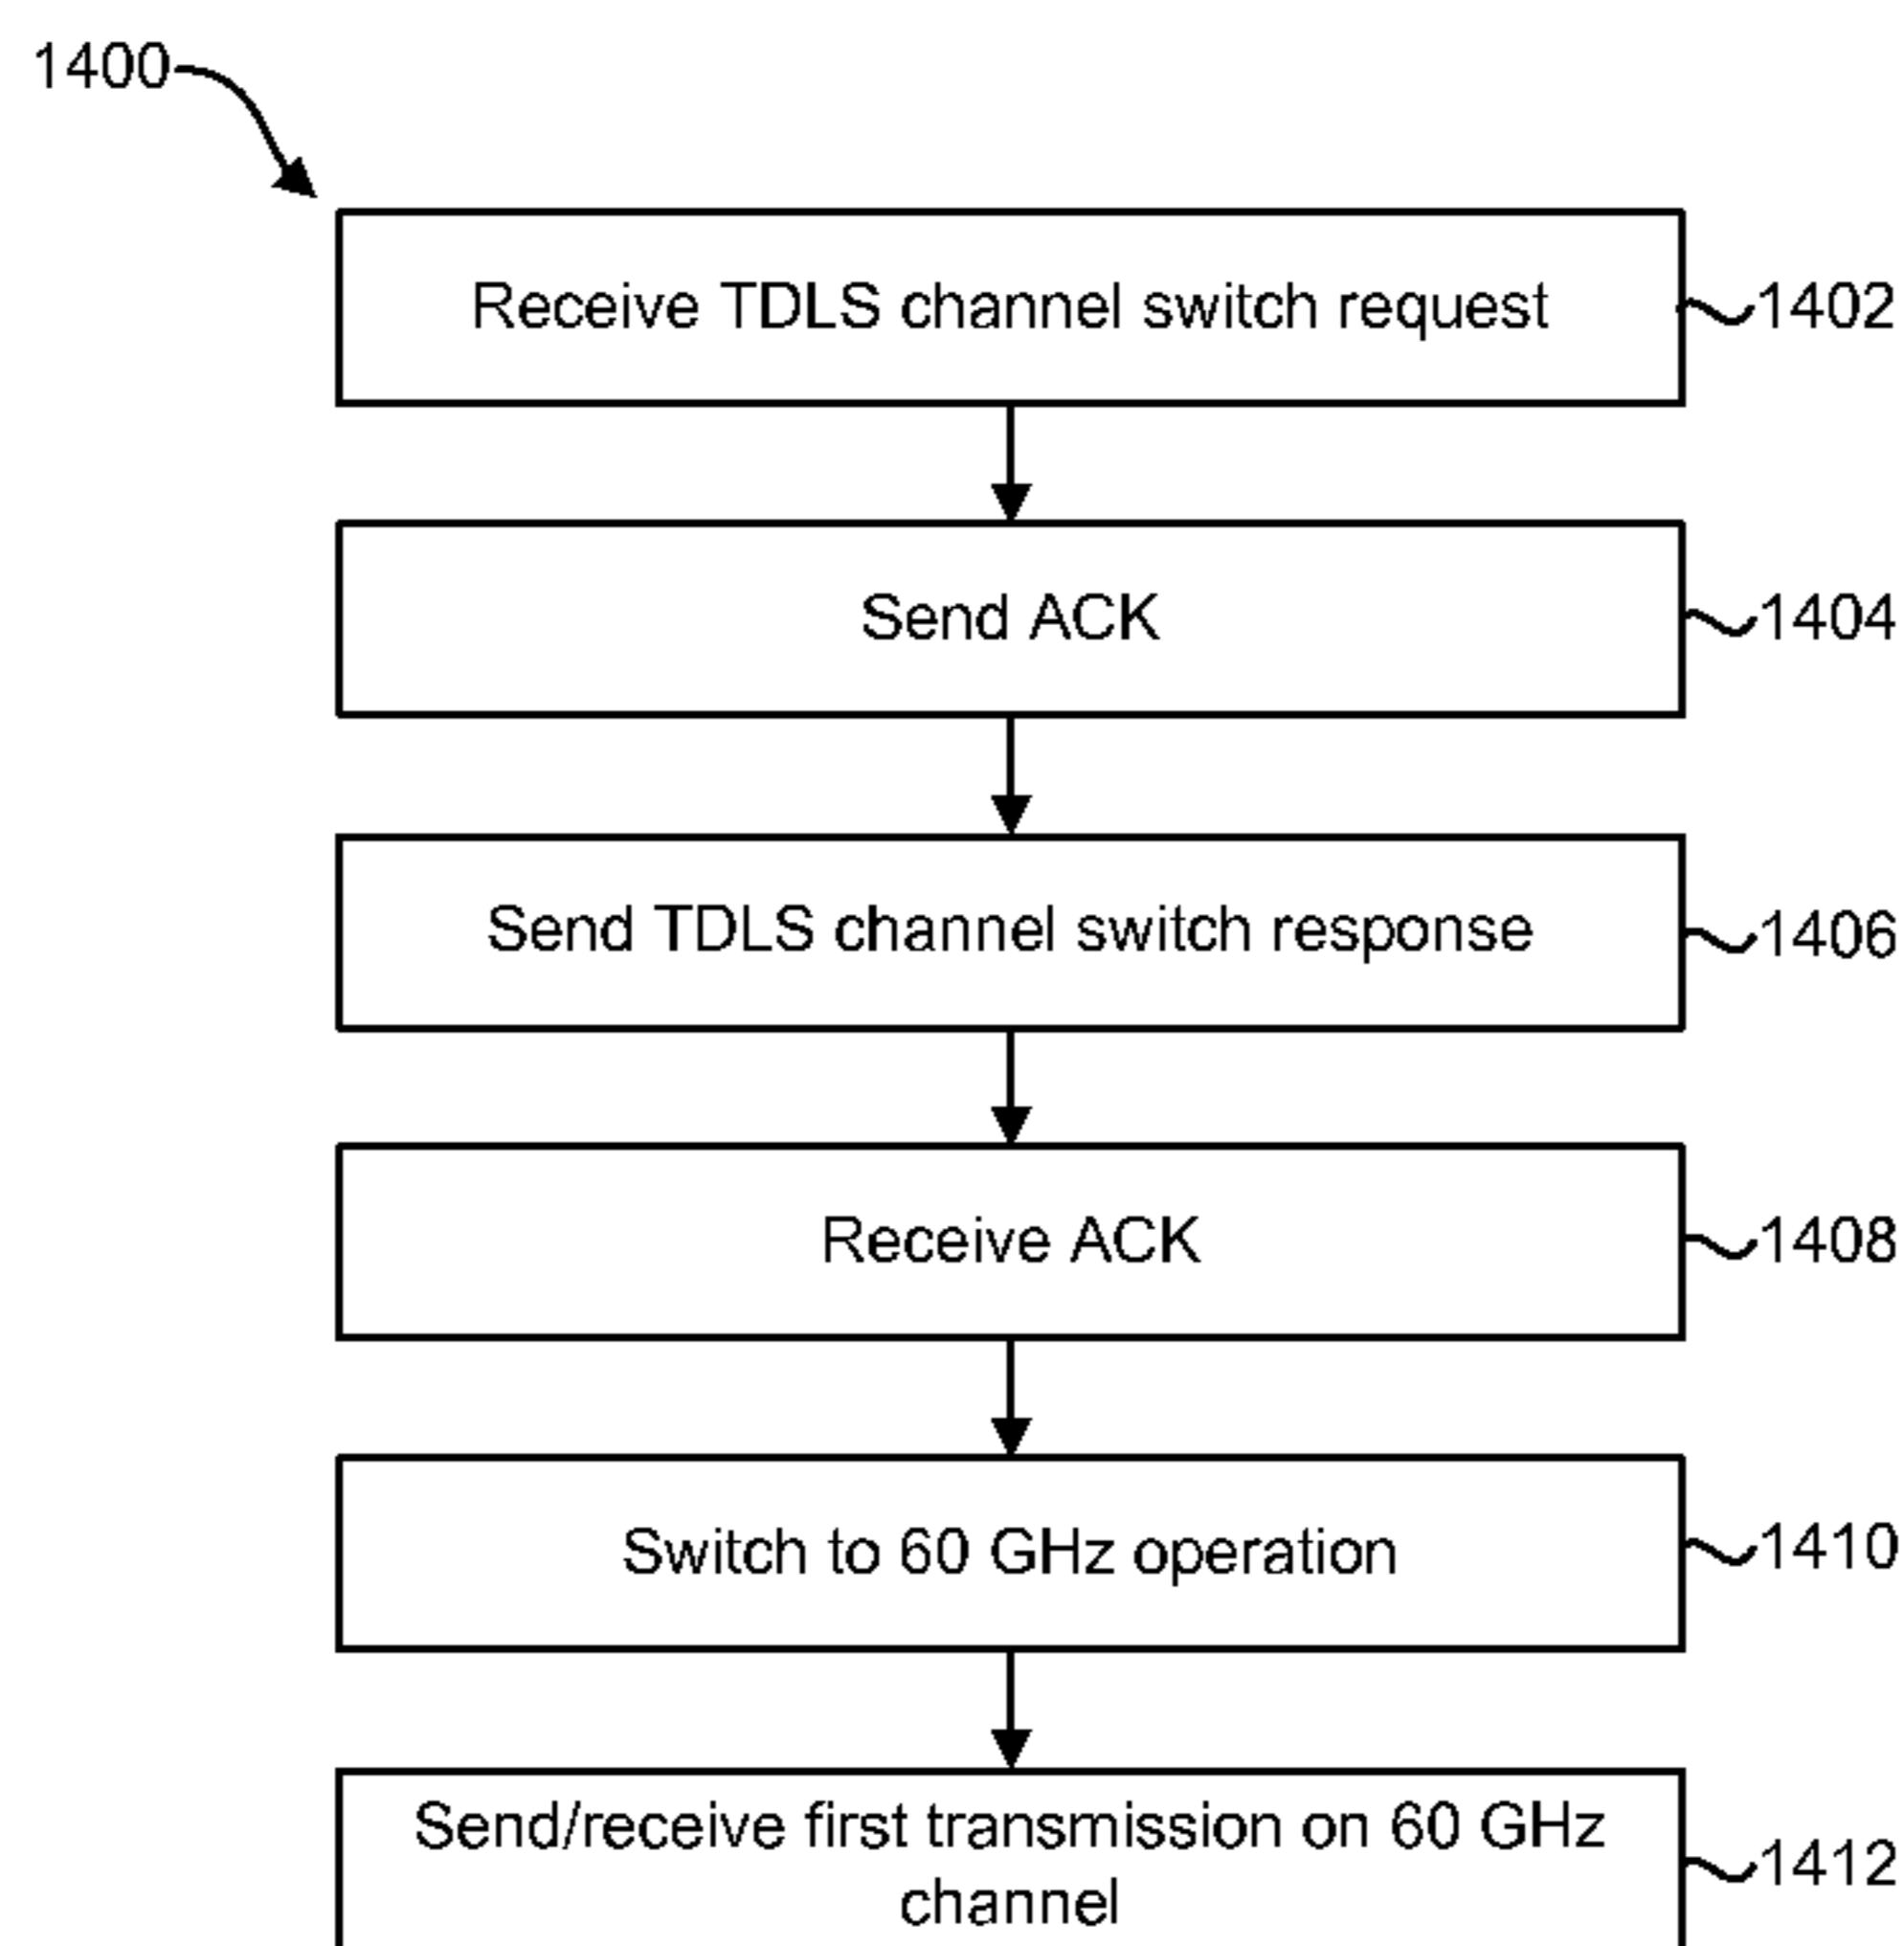 1400
Receive TDLS channel switch request
1402
Send ACK
1404
Send TDLS channel switch response
1406
Receive ACK
1408
Switch to 60 GHz operation
1410
Send/receive first transmission on 60 GHz
channel
1412